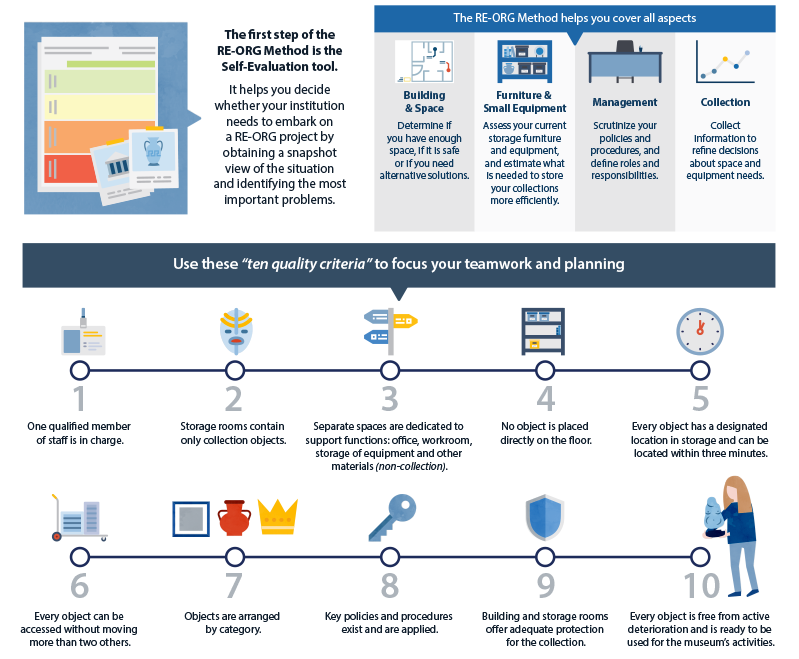 The first step of the
RE-ORG Method is the
Self-Evaluation tool.
It helps you decide
whether your institution
needs to embark on
a RE-ORG project by
obtaining a snapshot
view of the situation
and identifying the most
important problems.
The RE-ORG Method helps you cover all aspects
Building
& Space
Determine if
you have enough
space, if it is safe
or if you need
alternative solutions.
Furniture &
Small Equipment
Assess your current
storage furniture
and equipment,
and estimate what
is needed to store
your collections
more efficiently.
Management
Scrutinize your
policies and
procedures, and
define roles and
responsibilities.
Collection
Collect
information to
refine decisions
about space and
equipment needs.
Use these “ten quality criteria” to focus your teamwork and planning
1
One qualified member
of staff is in charge.
2
Storage rooms contain
only collection objects.
3
Separate spaces are dedicated to
support functions: office, workroom,
storage of equipment and other
materials (non-collection).
4
No object is placed
directly on the floor.
5
Every object has a designated
location in storage and can be
located within three minutes.
6
Every object can be
accessed without moving
more than two others.
7
Objects are arranged
by category.
8
Key policies and procedures
exist and are applied.
9
Building and storage rooms
offer adequate protection
for the collection.
10
Every object is free from active
deterioration and is ready to be
used for the museum’s activities.